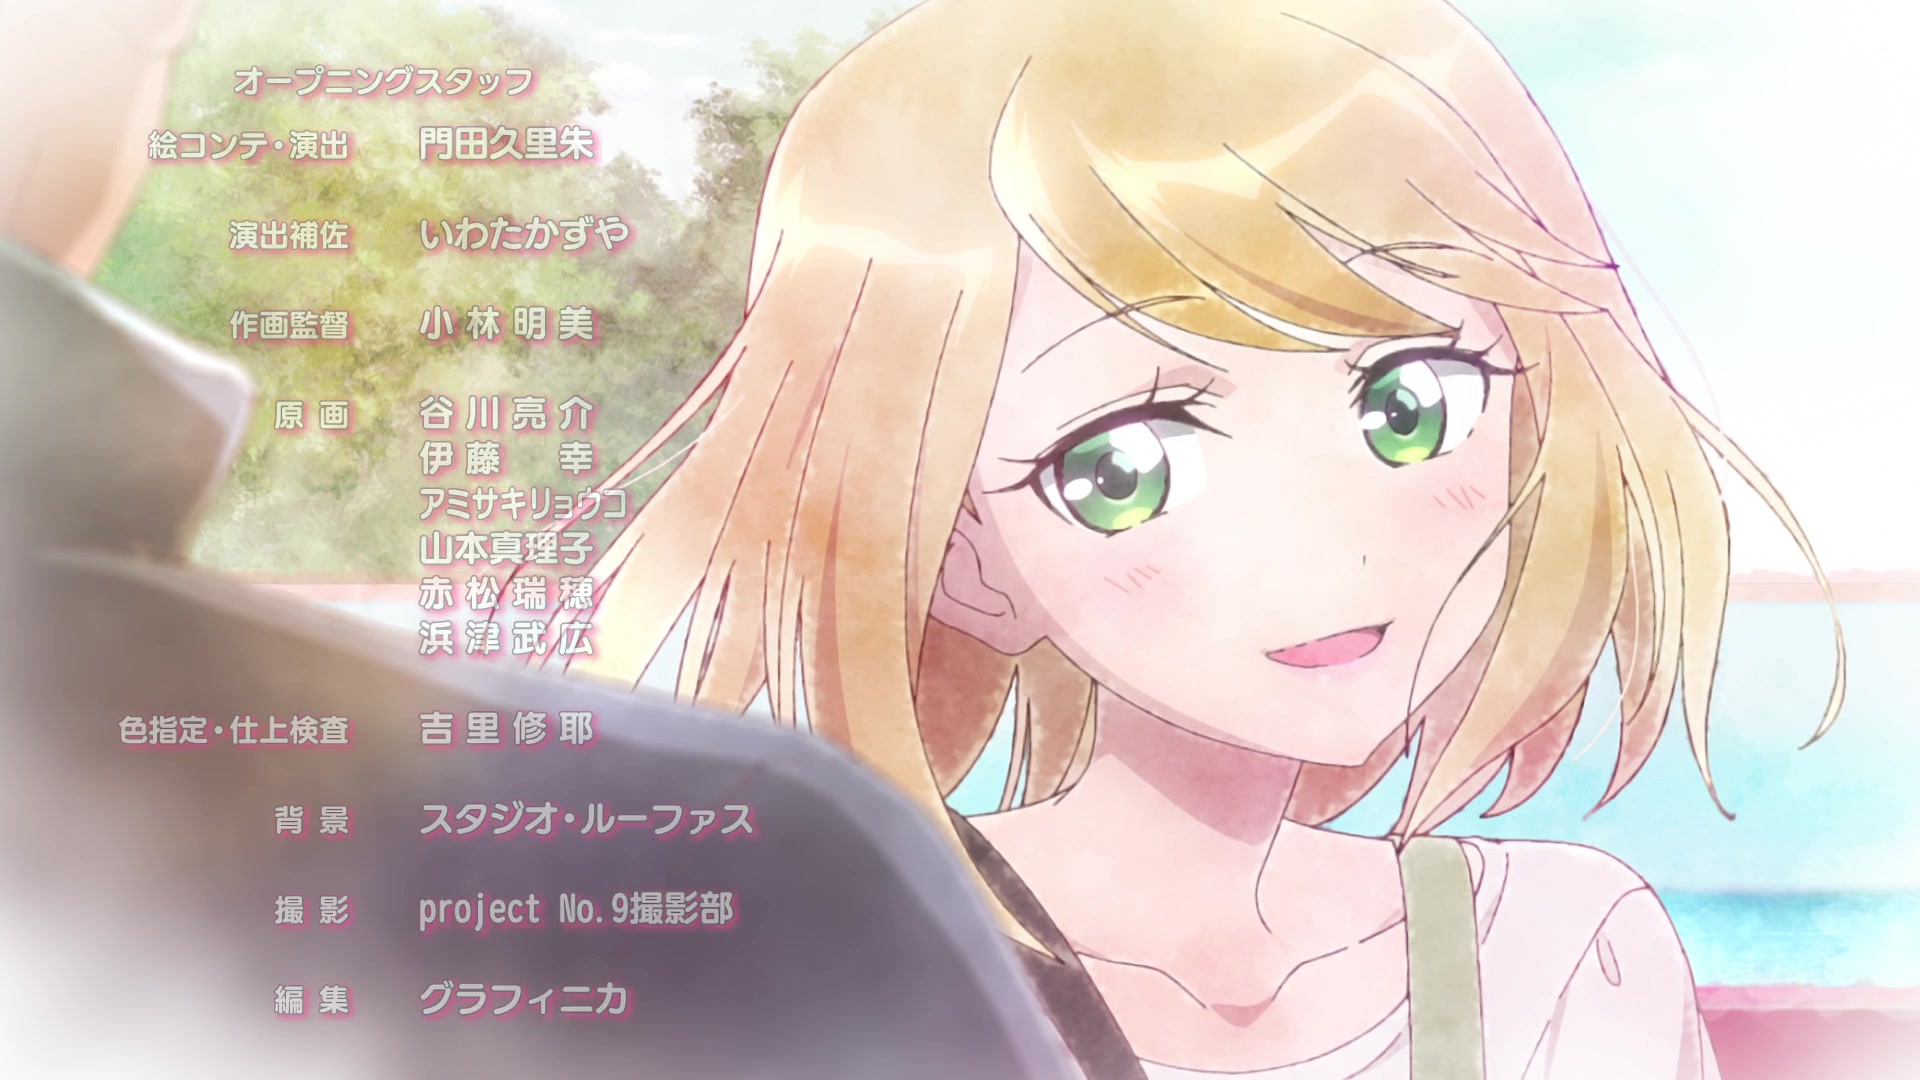 オープニングスタッフ
絵コンテ・演出 門田久里朱
演出補佐 いわたかずや
作画監督 小林明美
原画 谷川亮介
伊藤 幸
アミサキリョウコ
山本真理子
赤松瑞穂
浜津武広
色指定・仕上検査 吉里修耶
背景 スタジオ・ルーファス
撮影 project No.9撮影部
編集 グラフィニカ